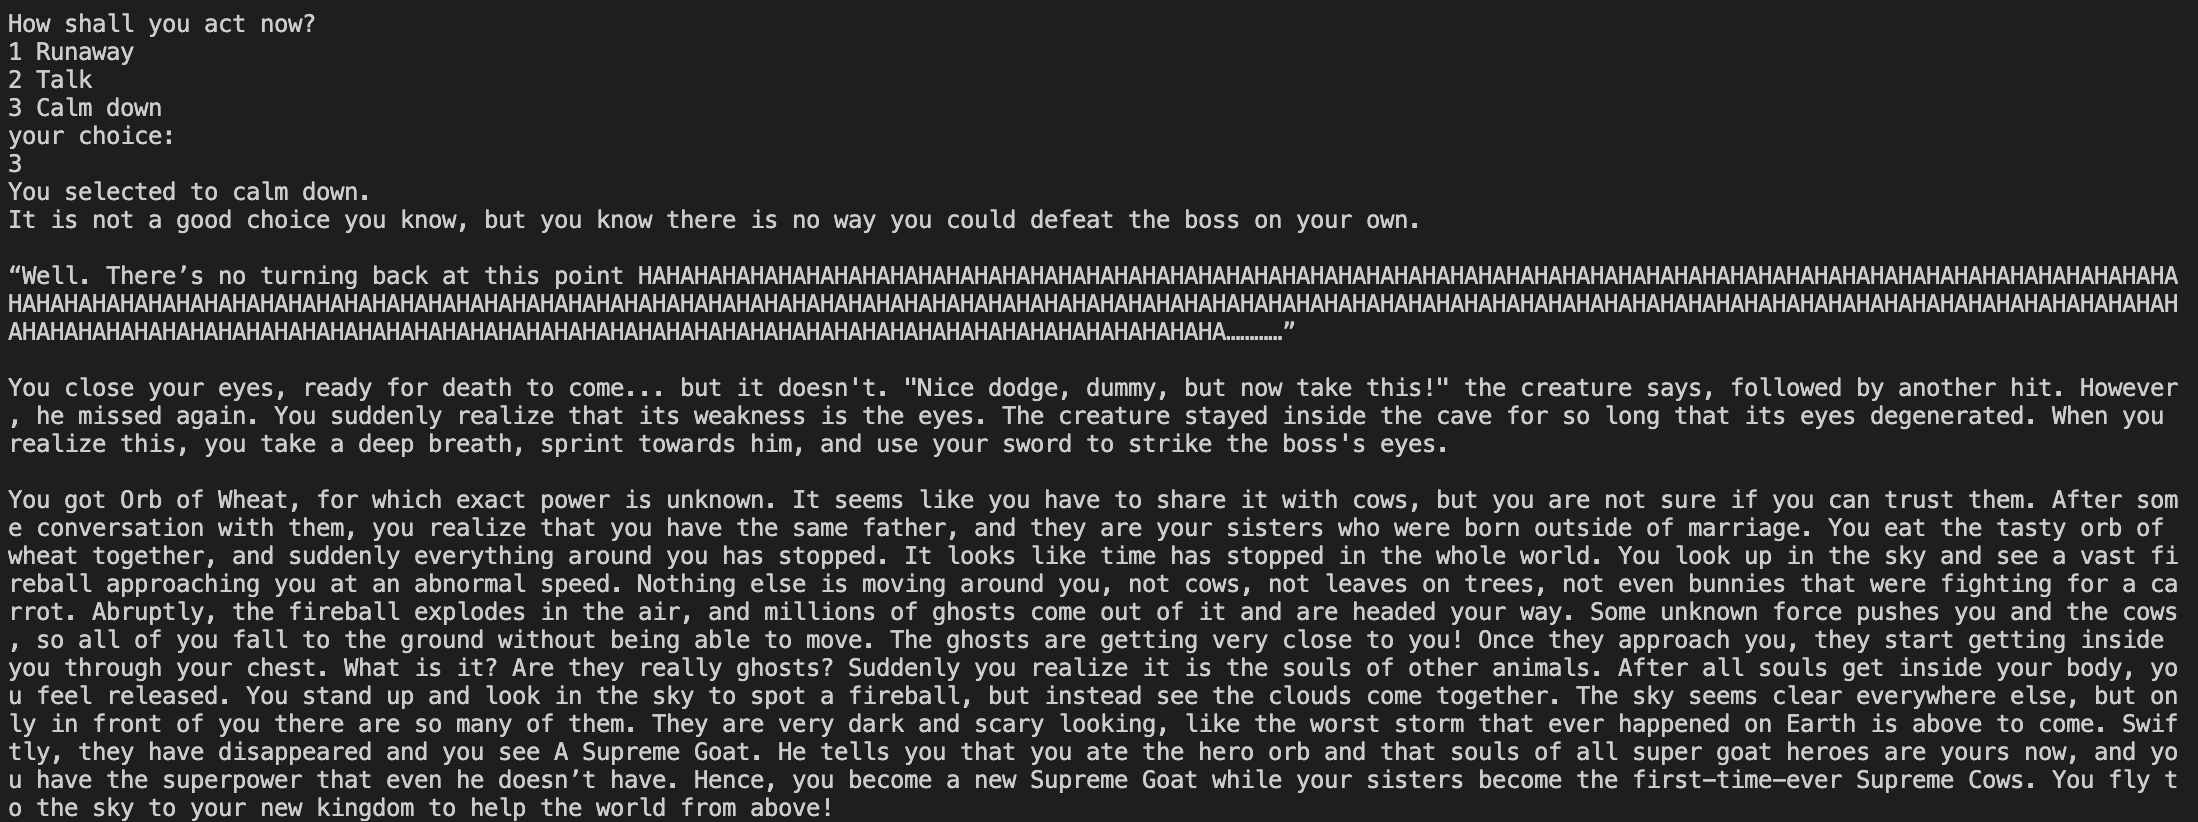 How shall you act now?
1 Runaway
2 Talk
3 Calm down
your choice:
3
You selected to calm down.
It is not a good choice you know, but you know there is no way you could defeat the boss on your own.
“Well. There’s no turning back at this point HAHAHAHAHAHAHAHAHAHAHAHAHAHAHAHAHAHAHAHAHAHAHAHAHAHAHAHAHAHAHAHAHAHAHAHAHAHAHAHAHAHAHAHAHAHAHAHAHAHAHAHAHA
HAHAHAHAHAHAHAHAHAHAHAHAHAHAHAHAHAHAHAHAHAHAHAHAHAHAHAHAHAHAHAHAHAHAHAHAHAHAHAHAHAHAHAHAHAHAHAHAHAHAHAHAHAHAHAHAHAHAHAHAHAHAHAHAHAHAHAHAHAHAHAHAHAHAHAHAH
AHAHAHAHAHAHAHAHAHAHAHAHAHAHAHAHAHAHAHAHAHAHAHAHAHAHAHAHAHAHAHAHAHAHAHAHAHAHAHAHAHAHAHA…………”
You close your eyes, ready for death to come... but it doesn't. "Nice dodge, dummy, but now take this!" the creature says, followed by another hit. However
, he missed again. You suddenly realize that its weakness is the eyes. The creature stayed inside the cave for so long that its eyes degenerated. When you
realize this, you take a deep breath, sprint towards him, and use your sword to strike the boss's eyes.
You got Orb of Wheat, for which exact power is unknown. It seems like you have to share it with cows, but you are not sure if you can trust them. After som
e conversation with them, you realize that you have the same father, and they are your sisters who were born outside of marriage. You eat the tasty orb of
wheat together, and suddenly everything around you has stopped. It looks like time has stopped in the whole world. You look up in the sky and see a vast fi
reball approaching you at an abnormal speed. Nothing else is moving around you, not cows, not leaves on trees, not even bunnies that were fighting for a ca
rrot. Abruptly, the fireball explodes in the air, and millions of ghosts come out of it and are headed your way. Some unknown force pushes you and the cows
, so all of you fall to the ground without being able to move. The ghosts are getting very close to you! Once they approach you, they start getting inside
you through your chest. What is it? Are they really ghosts? Suddenly you realize it is the souls of other animals. After all souls get inside your body, yo
u feel released. You stand up and look in the sky to spot a fireball, but instead see the clouds come together. The sky seems clear everywhere else, but on
ly in front of you there are so many of them. They are very dark and scary looking, like the worst storm that ever happened on Earth is above to come. Swif
tly, they have disappeared and you see A Supreme Goat. He tells you that you ate the hero orb and that souls of all super goat heroes are yours now, and yo
u have the superpower that even he doesn’t have. Hence, you become a new Supreme Goat while your sisters become the first-time-ever Supreme Cows. You fly t
o the sky to your new kingdom to help the world from above!